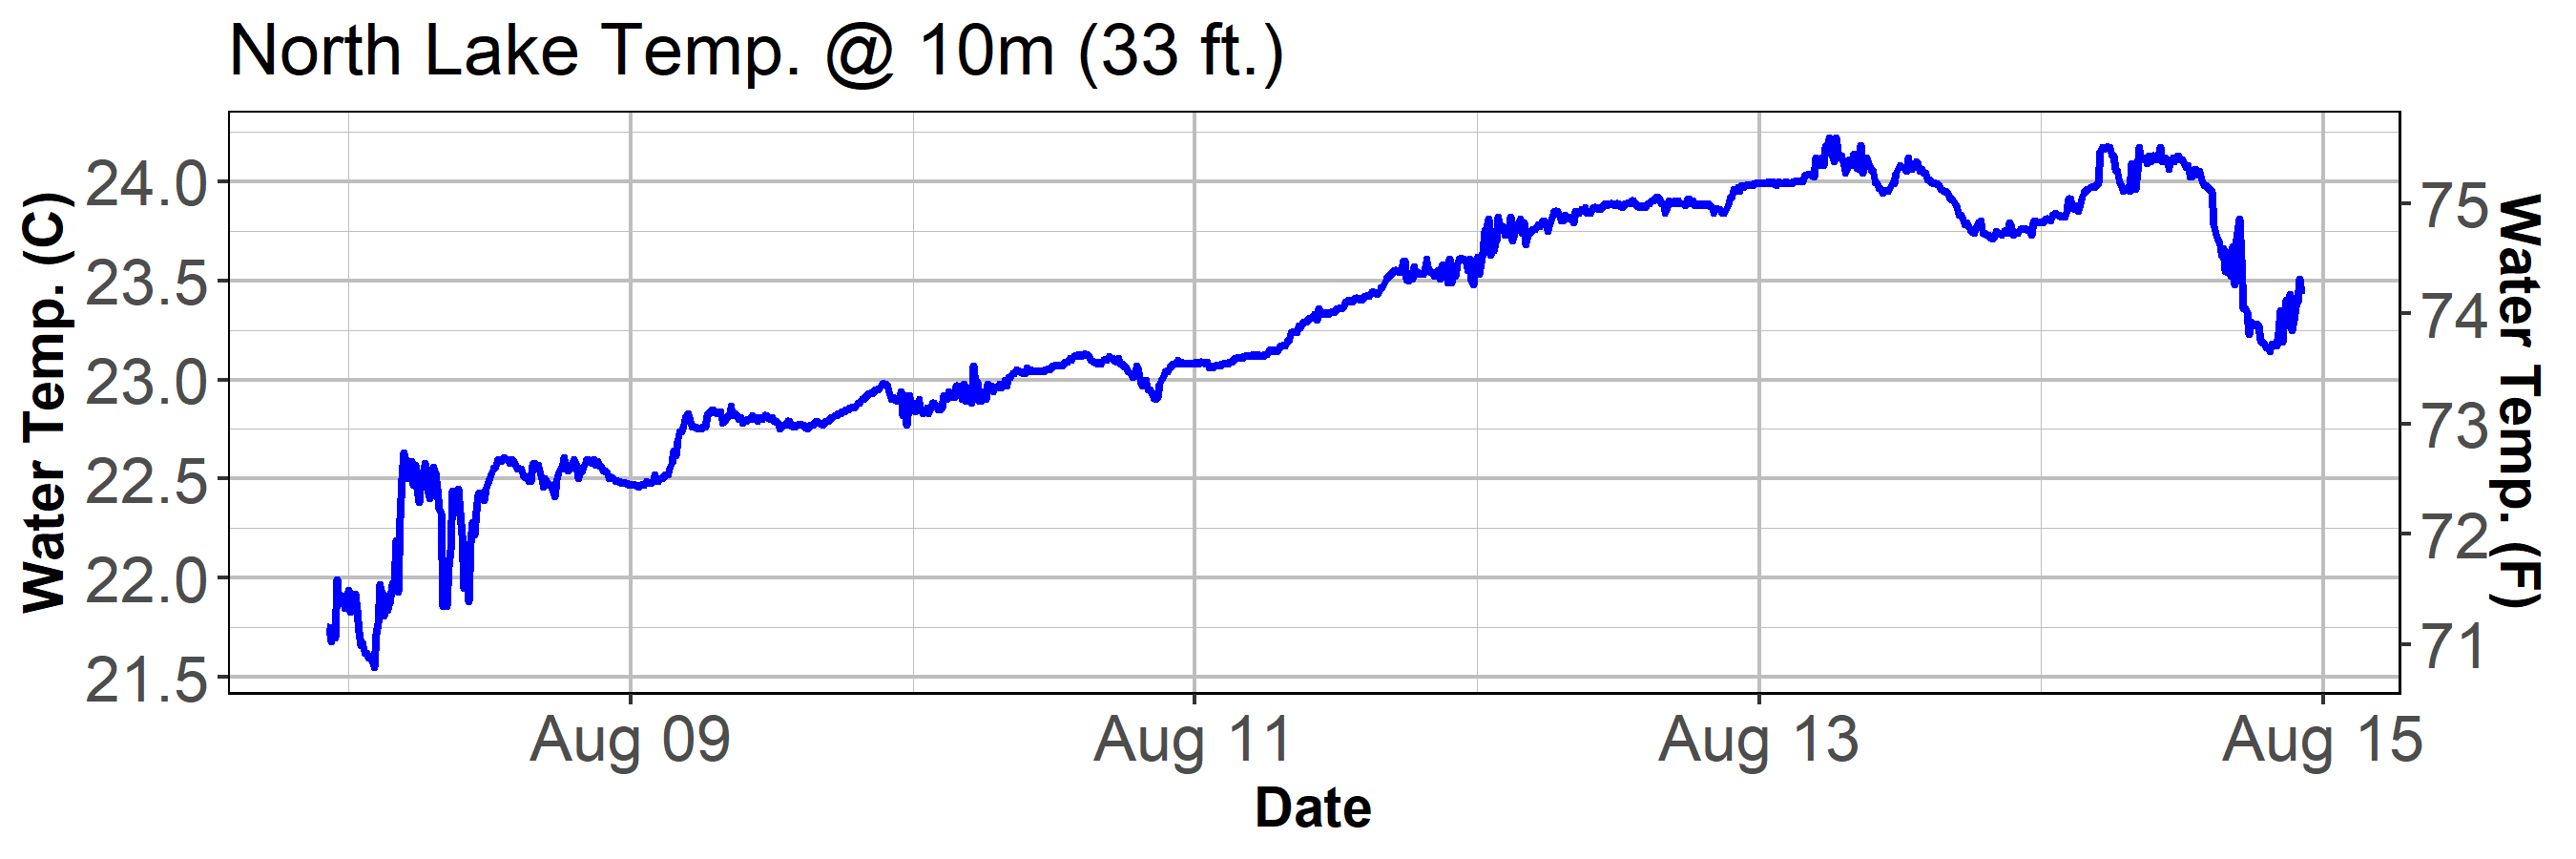 North Lake Temp. @ 10m (33 ft.)
Water Temp. (C)
24.0
23.5
23.0
22.5
22.0
21.5
75
74
73
72
71
Water Temp. (F)
Aug 09
Aug 11
Aug 13
Aug 15
Date